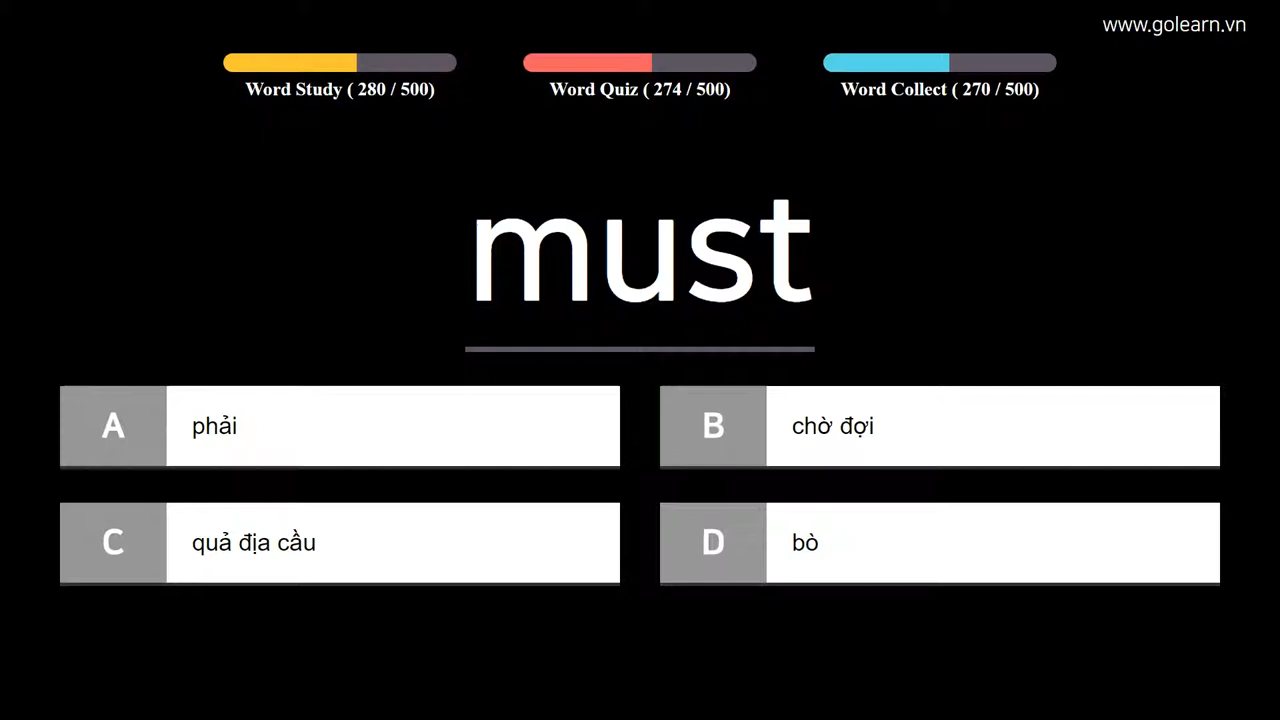 www.golearn.vn
Word Study ( 280 / 500)
Word Quiz ( 274 / 500)
Word Collect ( 270 / 500)
must
A phải
B chờ đợi
C quả địa cầu
D bò